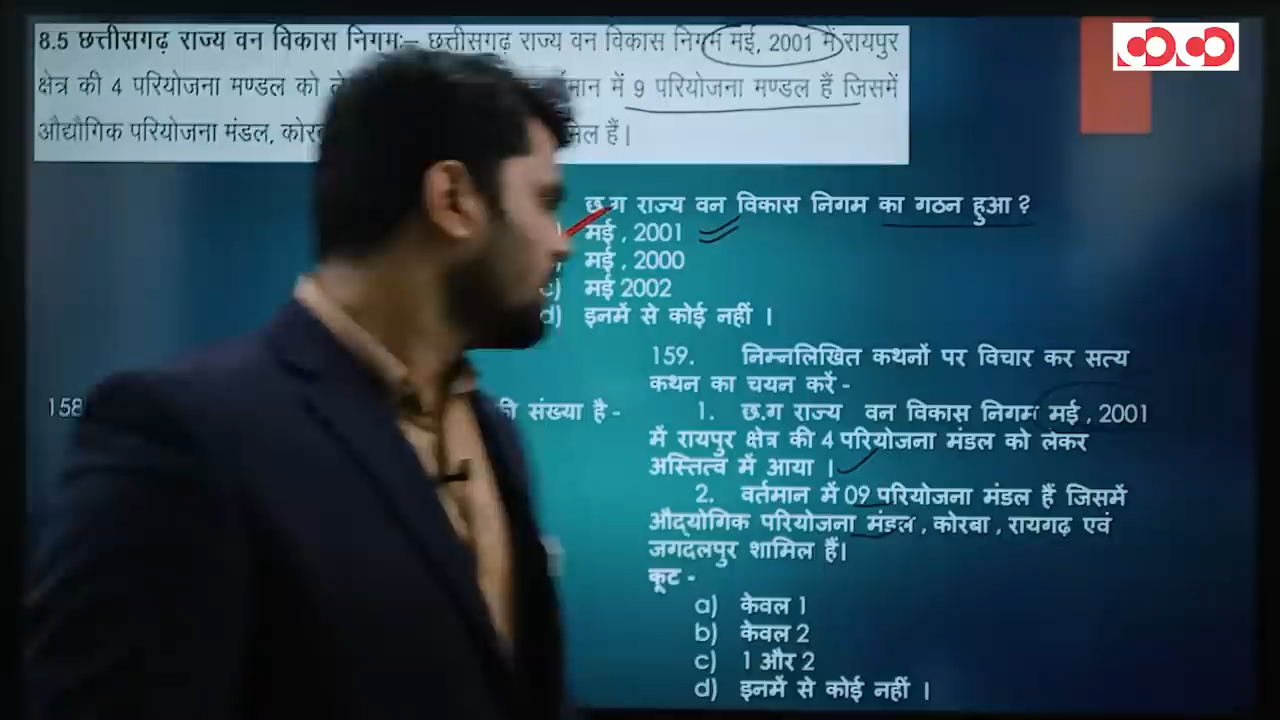 8.5 छत्तीसगढ़ राज्य वन विकास निगमः– छत्तीसगढ़ राज्य वन विकास निगम मई, 2001 में रायपुर
क्षेत्र की 4 परियोजना मण्डल को में 9 परियोजना मण्डल हैं जिसमें
औद्यौगिक परियोजना मंडल, हैं।
छ.ग राज्य वन विकास निगम का गठन हुआ ?
मई , 2001
मई , 2000
c) मई 2002
d) इनमें से कोई नहीं ।
158
की संख्या है -
159. निम्नलिखित कथनों पर विचार कर सत्य
कथन का चयन करें -
1. छ.ग राज्य वन विकास निगम मई , 2001
में रायपुर क्षेत्र की 4 परियोजना मंडल को लेकर
अस्तित्व में आया ।
2. वर्तमान में 09 परियोजना मंडल हैं जिसमें
औद्योगिक परियोजना मंडल , कोरबा , रायगढ़ एवं
जगदलपुर शामिल हैं।
कूट -
a) केवल 1
b) केवल 2
c) 1 और 2
d) इनमें से कोई नहीं ।